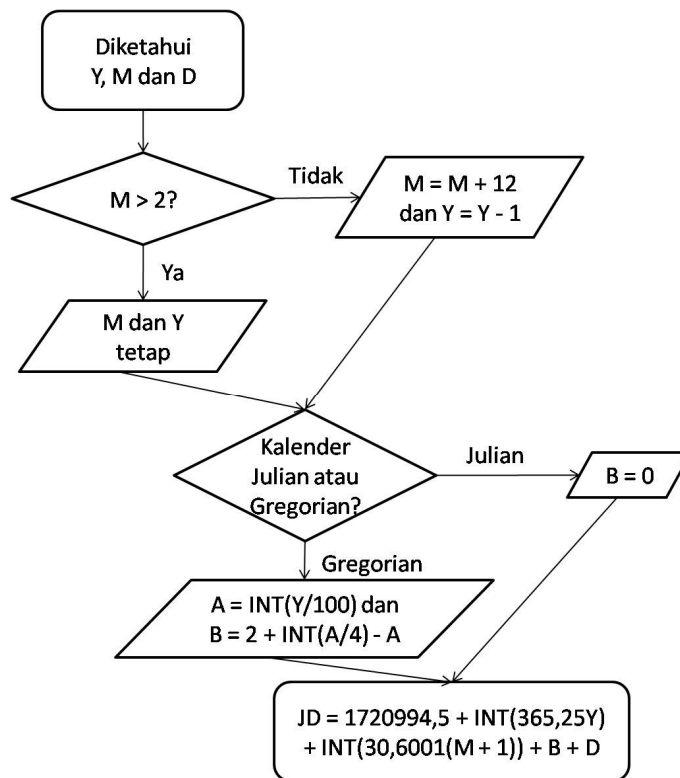 Diketahui
Y, M dan D
M > 2?
Tidak
M = M + 12
dan Y = Y - 1
Ya
M dan Y
tetap
Kalender
Julian atau
Gregorian?
Julian
B = 0
Gregorian
A = INT(Y/100) dan
B = 2 + INT(A/4) - A
JD = 1720994,5 + INT(365,25Y)
+ INT(30,6001(M + 1)) + B + D